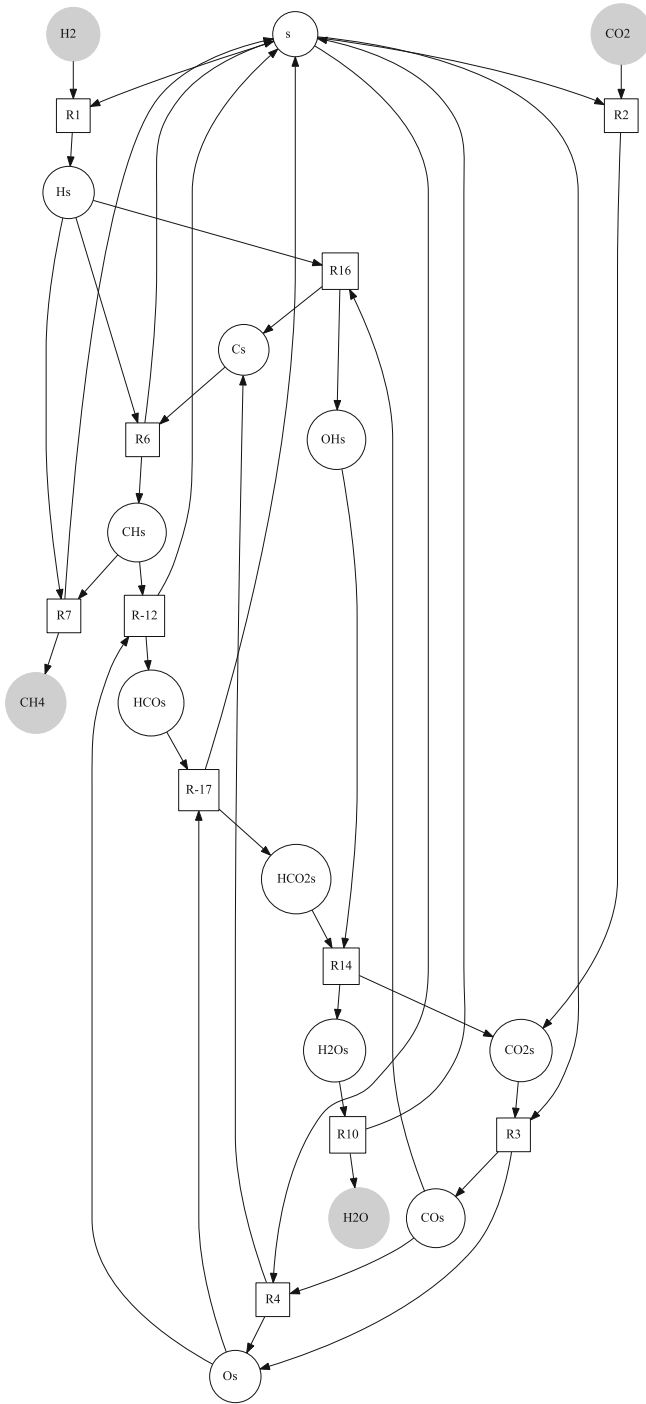 H2
s
CO2
R1
R2
Hs
R16
Cs
R6
OHs
CHs
R7
R-12
CH4
HCOs
R-17
HCO2s
R14
H2Os
CO2s
R10
R3
H2O
COs
R4
Os